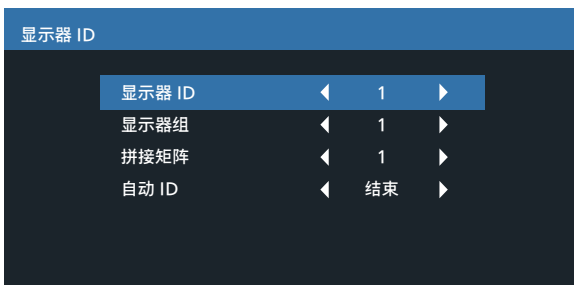 显示器 ID
显示器 ID 1
显示器组 1
拼接矩阵 1
自动 ID 结束